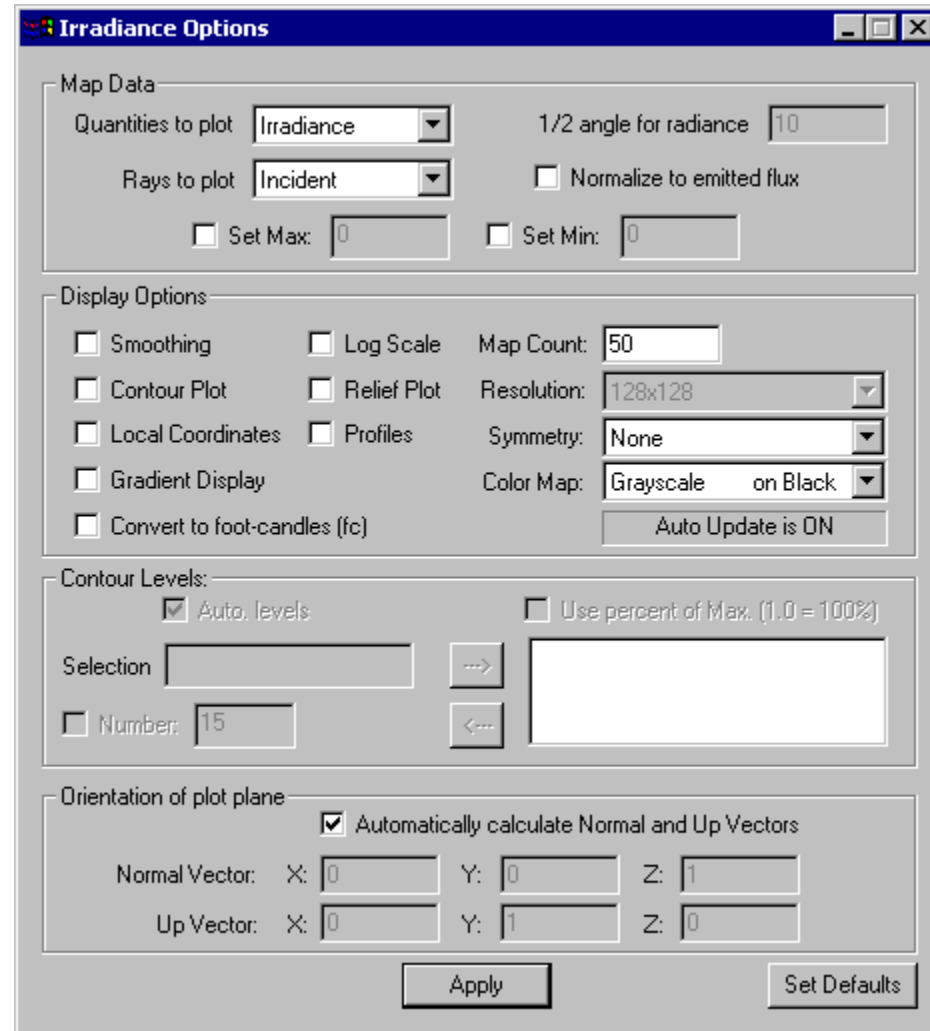 Irradiance Options
Map Data
Quantities to plot Irradiance 1/2 angle for radiance 10
Rays to plot Incident Normalize to emitted flux
Set Max: 0 Set Min: 0
Display Options
Smoothing Log Scale Map Count: 50
Contour Plot Relief Plot Resolution: 128x128
Local Coordinates Profiles Symmetry: None
Gradient Display Color Map: Grayscale on Black
Convert to foot-candles (fc) Auto Update is ON
Contour Levels:
Auto. levels Use percent of Max. (1.0 = 100%)
Selection --->
Number: 15 <---
Orientation of plot plane
Automatically calculate Normal and Up Vectors
Normal Vector: X: 0 Y: 0 Z: 1
Up Vector: X: 0 Y: 1 Z: 0
Apply Set Defaults